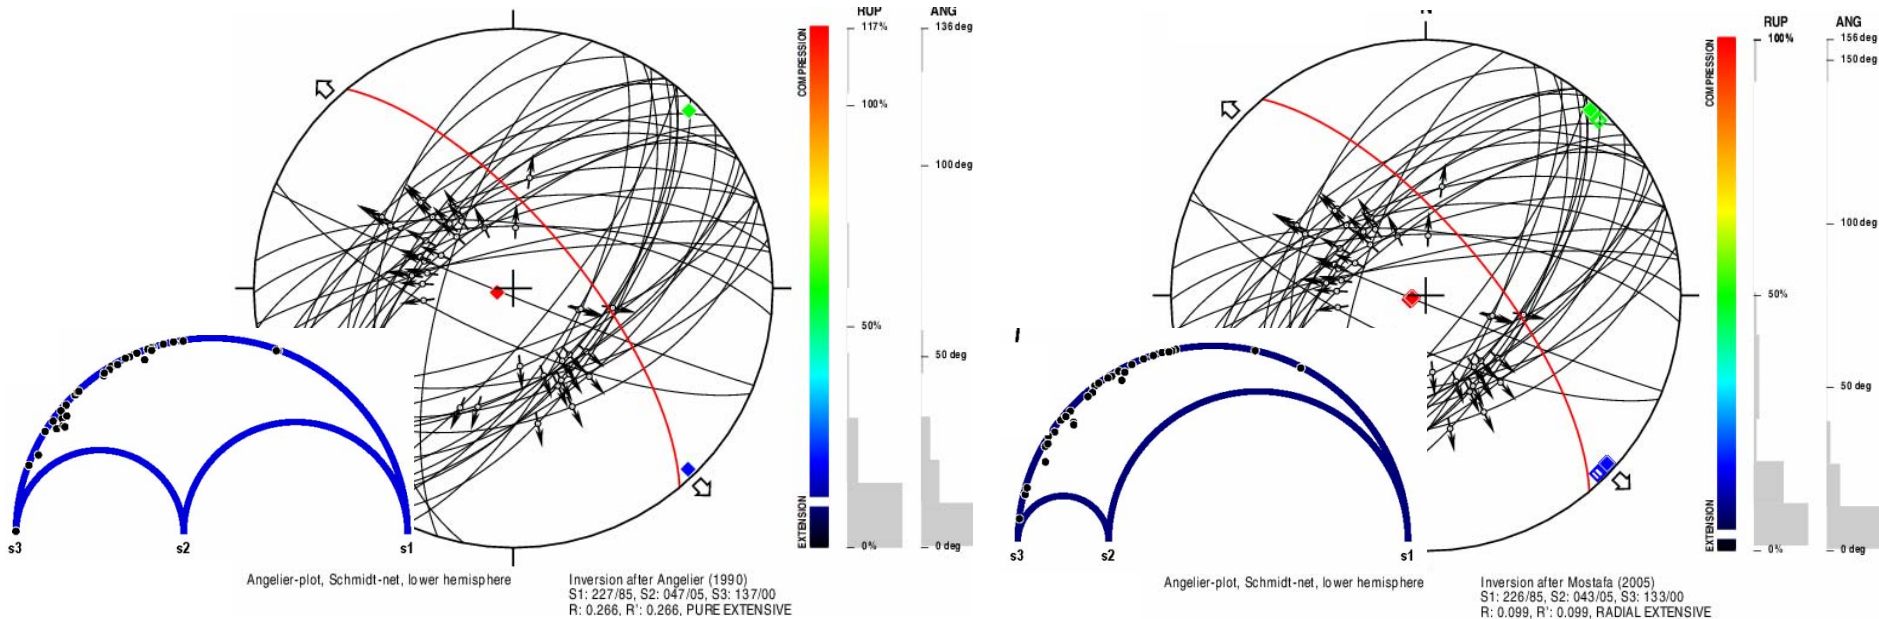 RUP
ANG
117%
136 deg
COMPRESSION
100%
100 deg
50%
50 deg
EXTENSION
0%
0 deg
s3
s2
s1
Angelier-plot, Schmidt-net, lower hemisphere
Inversion after Angelier (1990)
S1: 227/85, S2: 047/05, S3: 137/00
R: 0.266, R': 0.266, PURE EXTENSIVE
N
RUP
ANG
100%
156 deg
150 deg
COMPRESSION
100 deg
50%
50 deg
EXTENSION
0%
0 deg
s3
s2
s1
Angelier-plot, Schmidt-net, lower hemisphere
Inversion after Mostafa (2005)
S1: 226/85, S2: 043/05, S3: 133/00
R: 0.099, R': 0.099, RADIAL EXTENSIVE